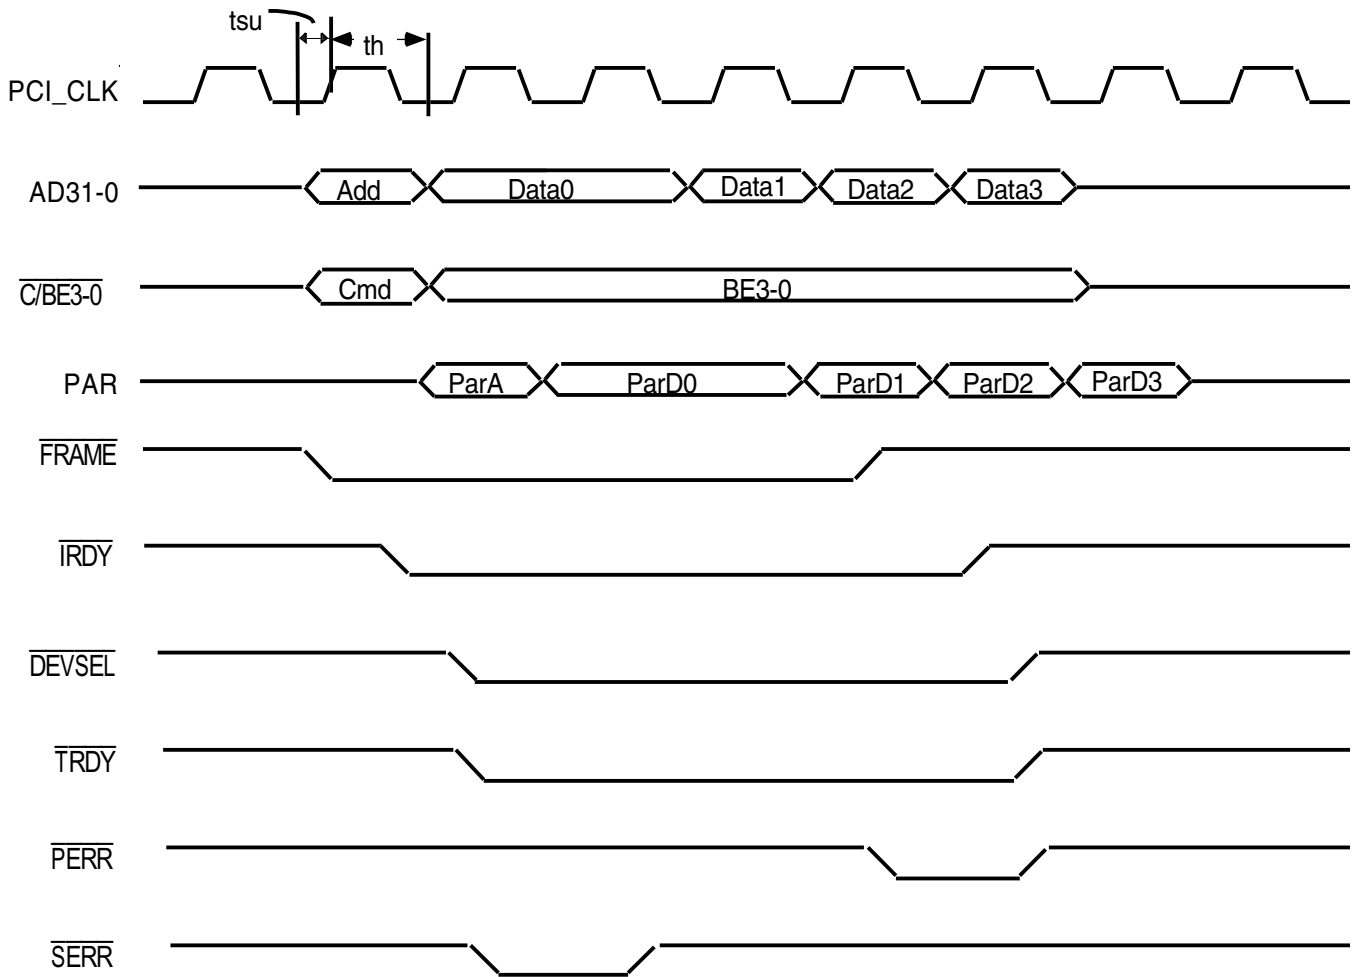 tsu
th
PCI_CLK
AD31-0 Add Data0 Data1 Data2 Data3
C/BE3-0 Cmd BE3-0
PAR ParA ParD0 ParD1 ParD2 ParD3
FRAME
IRDY
DEVSEL
TRDY
PERR
SERR